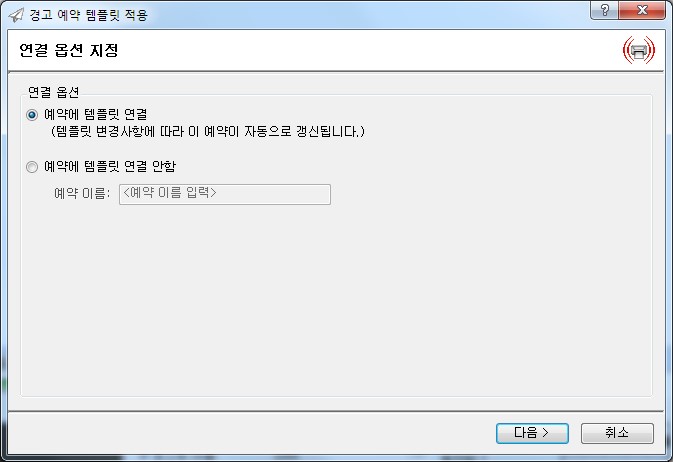 경고 예약 템플릿 적용
?
연결 옵션 지정
연결 옵션
예약에 템플릿 연결
(템플릿 변경사항에 따라 이 예약이 자동으로 갱신됩니다.)
예약에 템플릿 연결 안함
예약 이름: <예약 이름 입력>
다음 >
취소